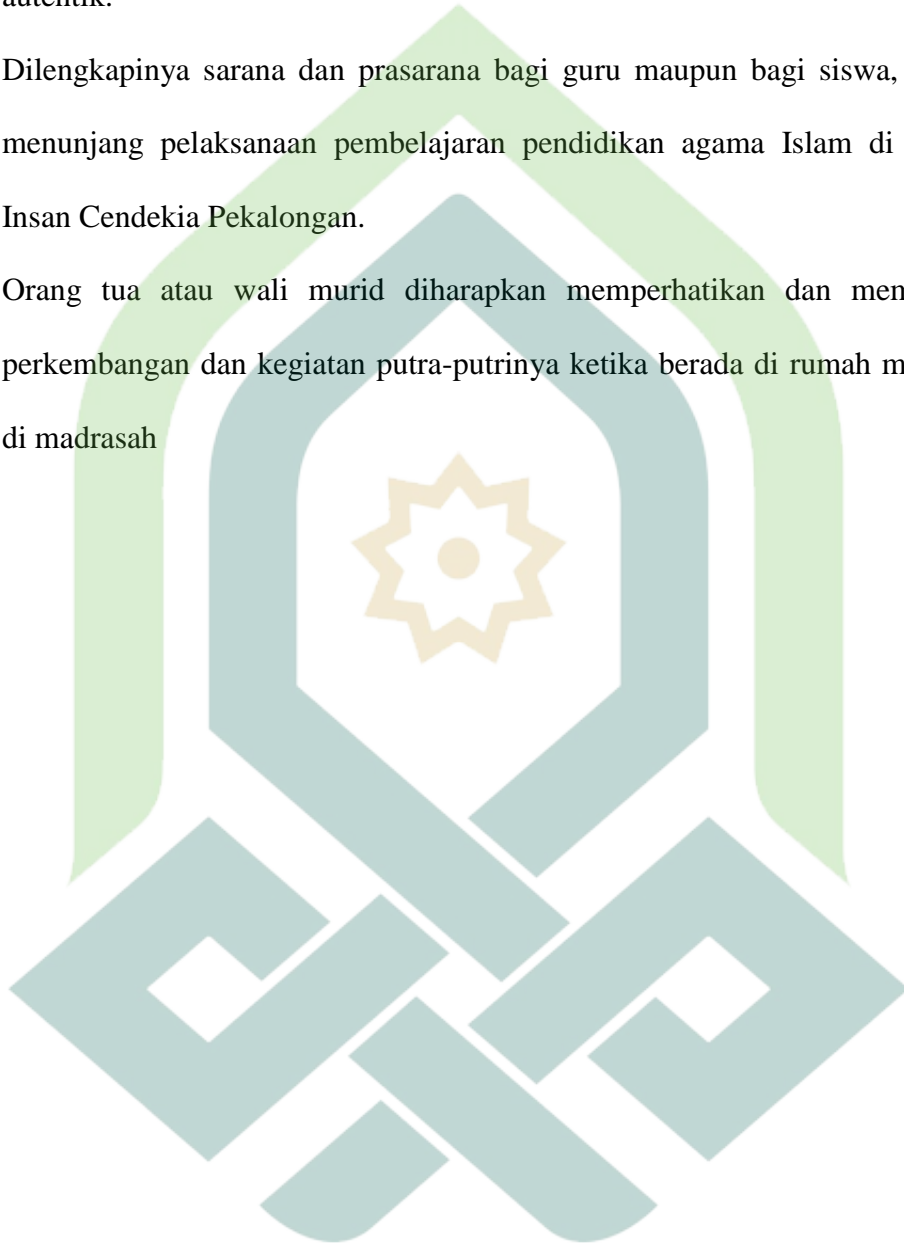 autentik.
Dilengkapinya sarana dan prasarana bagi guru maupun bagi siswa,
menunjang pelaksanaan pembelajaran pendidikan agama Islam di
Insan Cendekia Pekalongan.
Orang tua atau wali murid diharapkan memperhatikan dan
perkembangan dan kegiatan putra-putrinya ketika berada di rumah
di madrasah